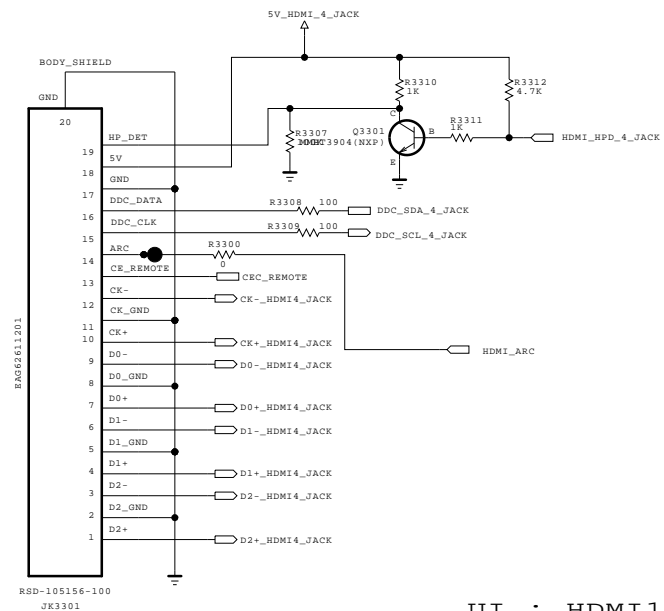 5V_HDMI_4_JACK
BODY_SHIELD
GND
20
R3310
1K
R3312
4.7K
C
Q3301
R3307
MMBT3904(NXP)
B
R3311
1K
HDMI_HPD_4_JACK
E
19
HP_DET
18
5V
17
GND
16
DDC_DATA
R3308
100
DDC_SDA_4_JACK
15
DDC_CLK
R3309
100
DDC_SCL_4_JACK
14
ARC
R3300
0
13
CE_REMOTE
CEC_REMOTE
12
CK-
CK-_HDMI4_JACK
11
CK_GND
10
CK+
CK+_HDMI4_JACK
HDMI_ARC
9
D0-
D0-_HDMI4_JACK
8
D0_GND
7
D0+
D0+_HDMI4_JACK
6
D1-
D1-_HDMI4_JACK
5
D1_GND
4
D1+
D1+_HDMI4_JACK
3
D2-
D2-_HDMI4_JACK
2
D2_GND
1
D2+
D2+_HDMI4_JACK
EAG62611201
RSD-105156-100
JK3301
UI : HDMI1